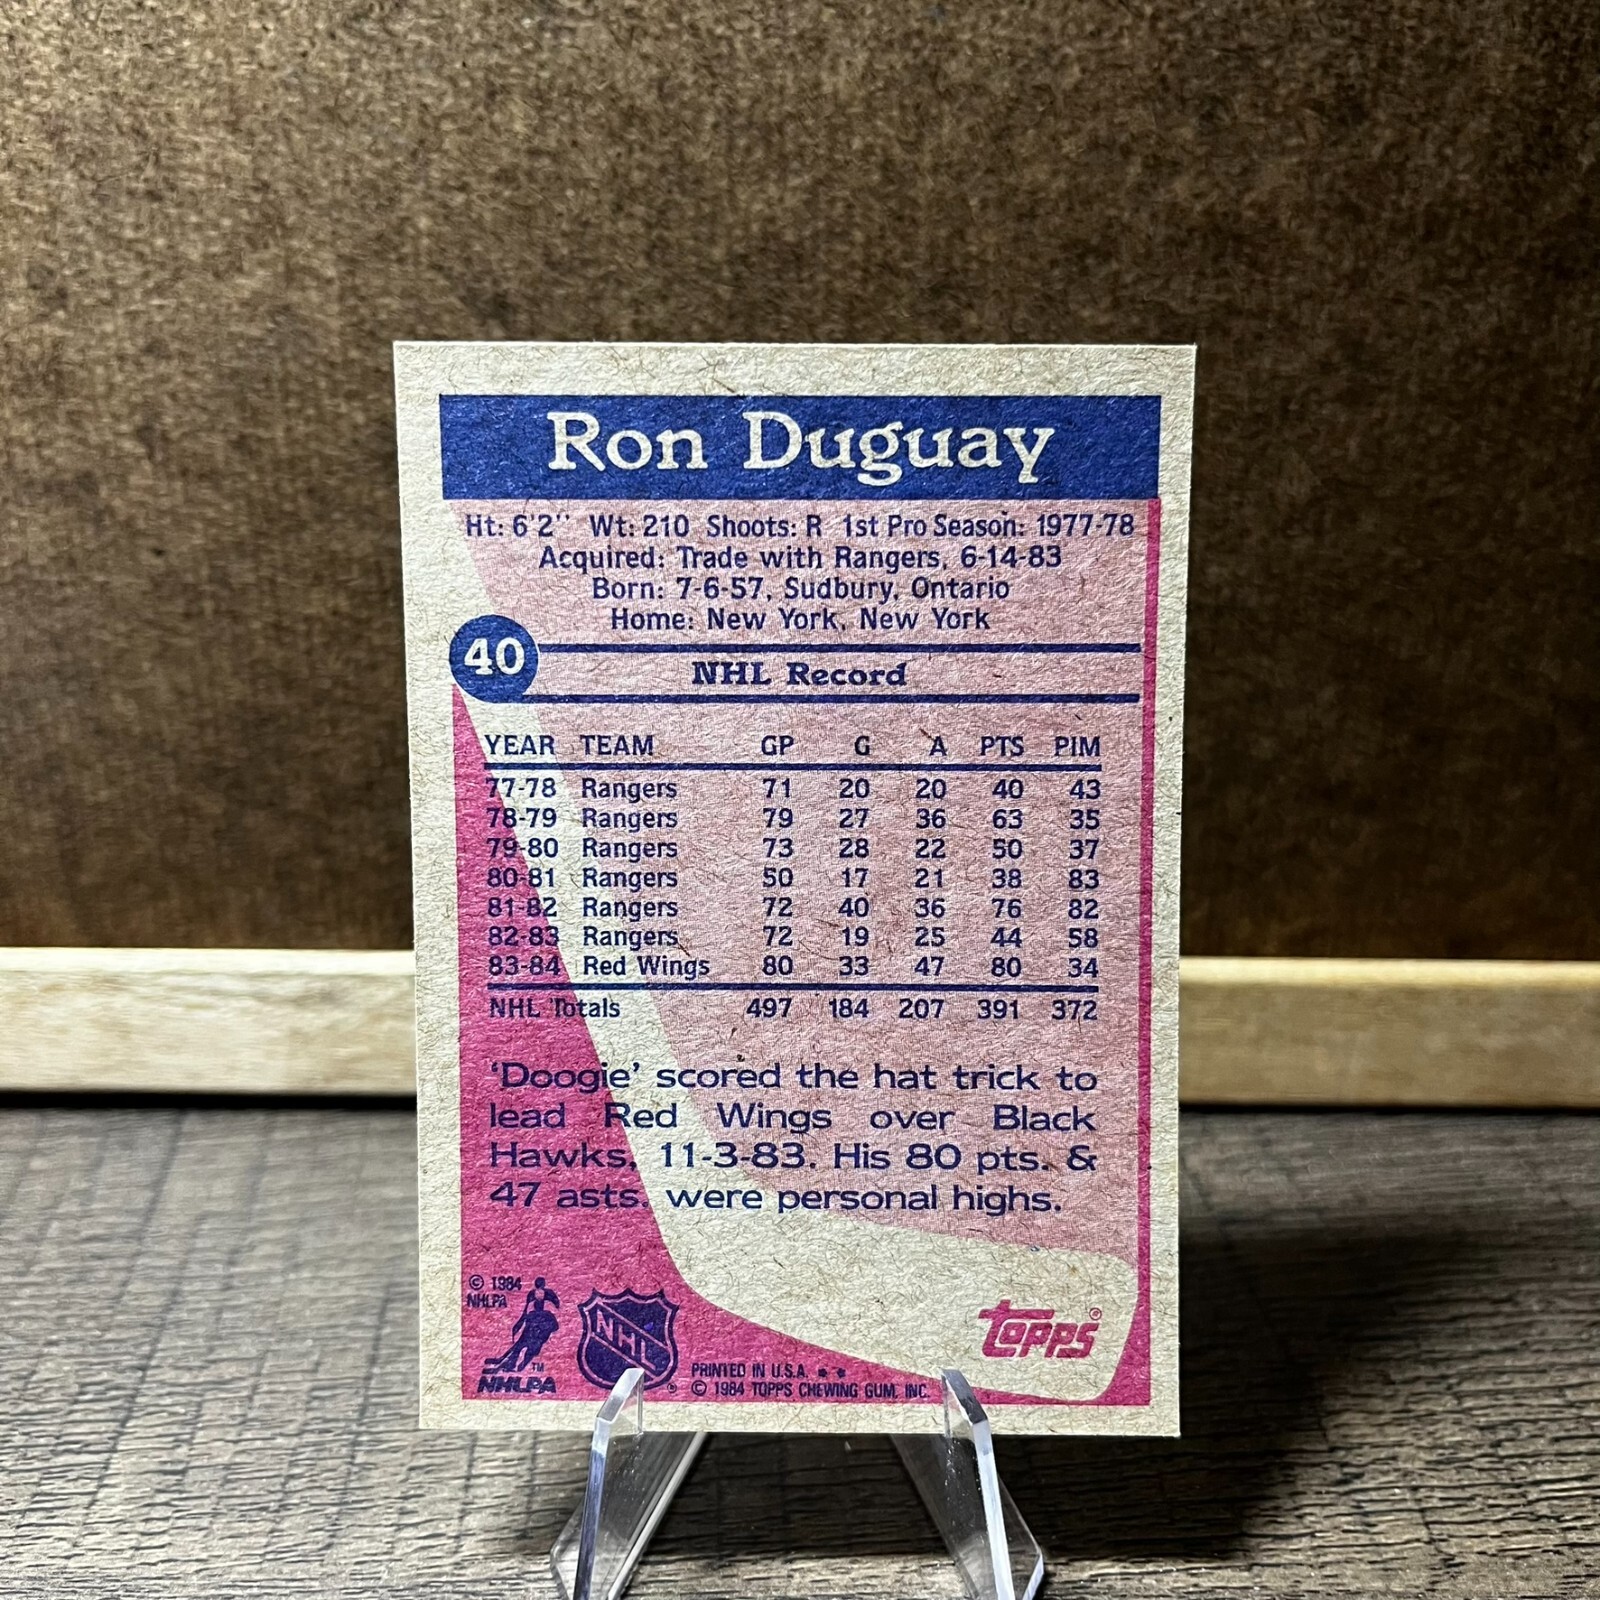 Ron Duguay
Ht: 6'2'' Wt: 210 Shoots: R 1st Pro Season: 1977-78
Acquired: Trade with Rangers, 6-14-83
Born: 7-6-57, Sudbury, Ontario
Home: New York, New York
40
NHL Record
YEAR TEAM GP G A PTS PIM
77-78 Rangers 71 20 20 40 43
78-79 Rangers 79 27 36 63 35
79-80 Rangers 73 28 22 50 37
80-81 Rangers 50 17 21 38 83
81-82 Rangers 72 40 36 76 82
82-83 Rangers 72 19 25 44 58
83-84 Red Wings 80 33 47 80 34
NHL Totals 497 184 207 391 372
'Doogie' scored the hat trick to
lead Red Wings over Black
Hawks, 11-3-83. His 80 pts. &
47 asts. were personal highs.
© 1984
NHLPA
TM
NHLPA
NHL
®
PRINTED IN U.S.A. **
© 1984 TOPPS CHEWING GUM, INC.
topps®